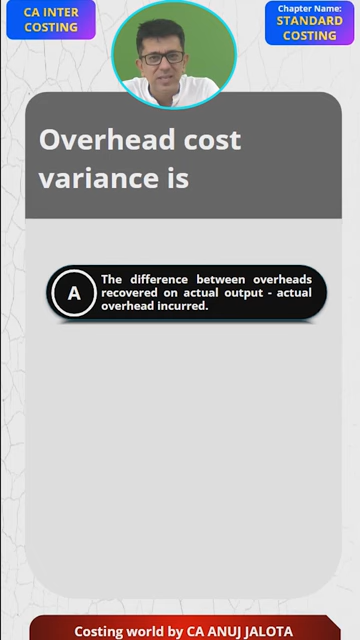 CA INTER
COSTING
Chapter Name:
STANDARD
COSTING
Overhead cost
variance is
A
The difference between overheads
recovered on actual output - actual
overhead incurred.
Costing world by CA ANUJ JALOTA